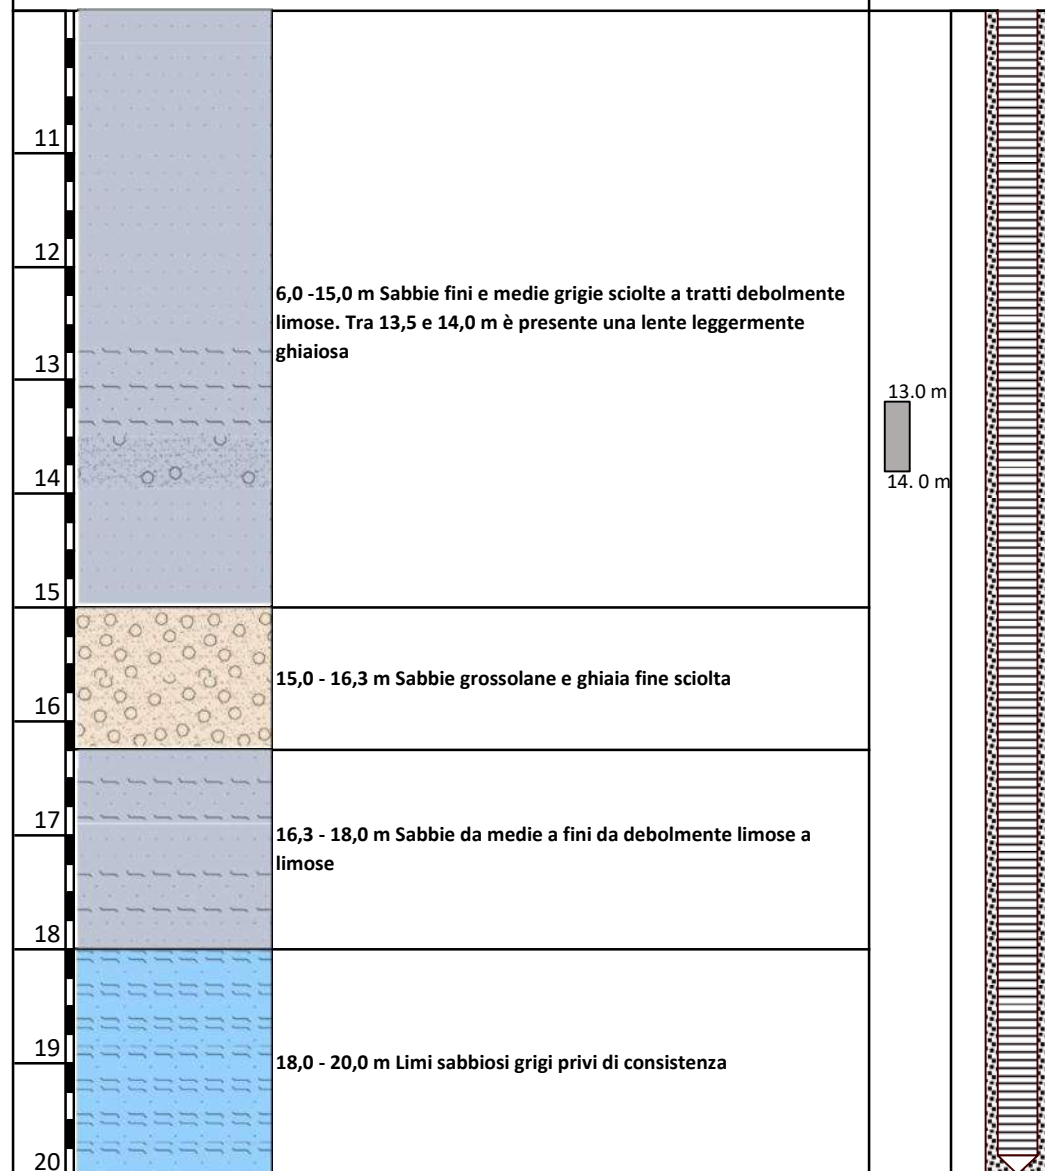 11
12
6,0 -15,0 m Sabbie fini e medie grigie sciolte a tratti debolmente
limose. Tra 13,5 e 14,0 m è presente una lente leggermente
ghiaiosa
13
13.0 m
14
14. 0 m
15
15,0 - 16,3 m Sabbie grossolane e ghiaia fine sciolta
16
17
16,3 - 18,0 m Sabbie da medie a fini da debolmente limose a
limose
18
19
18,0 - 20,0 m Limi sabbiosi grigi privi di consistenza
20